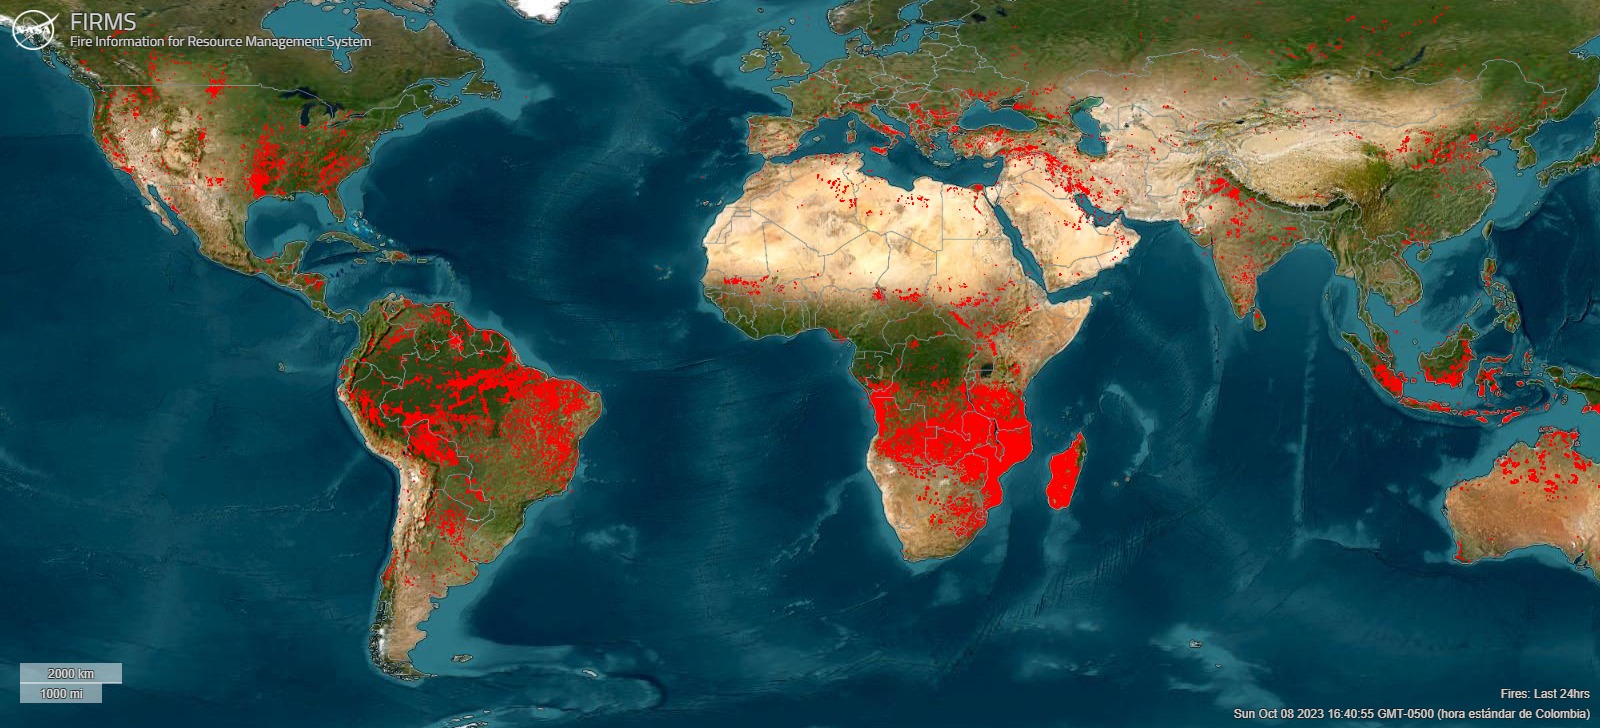 NASA
FIRMS
Fire Information for Resource Management System
2000 km
1000 mi
Fires: Last 24hrs
Sun Oct 08 2023 16:40:55 GMT-0500 (hora estándar de Colombia)